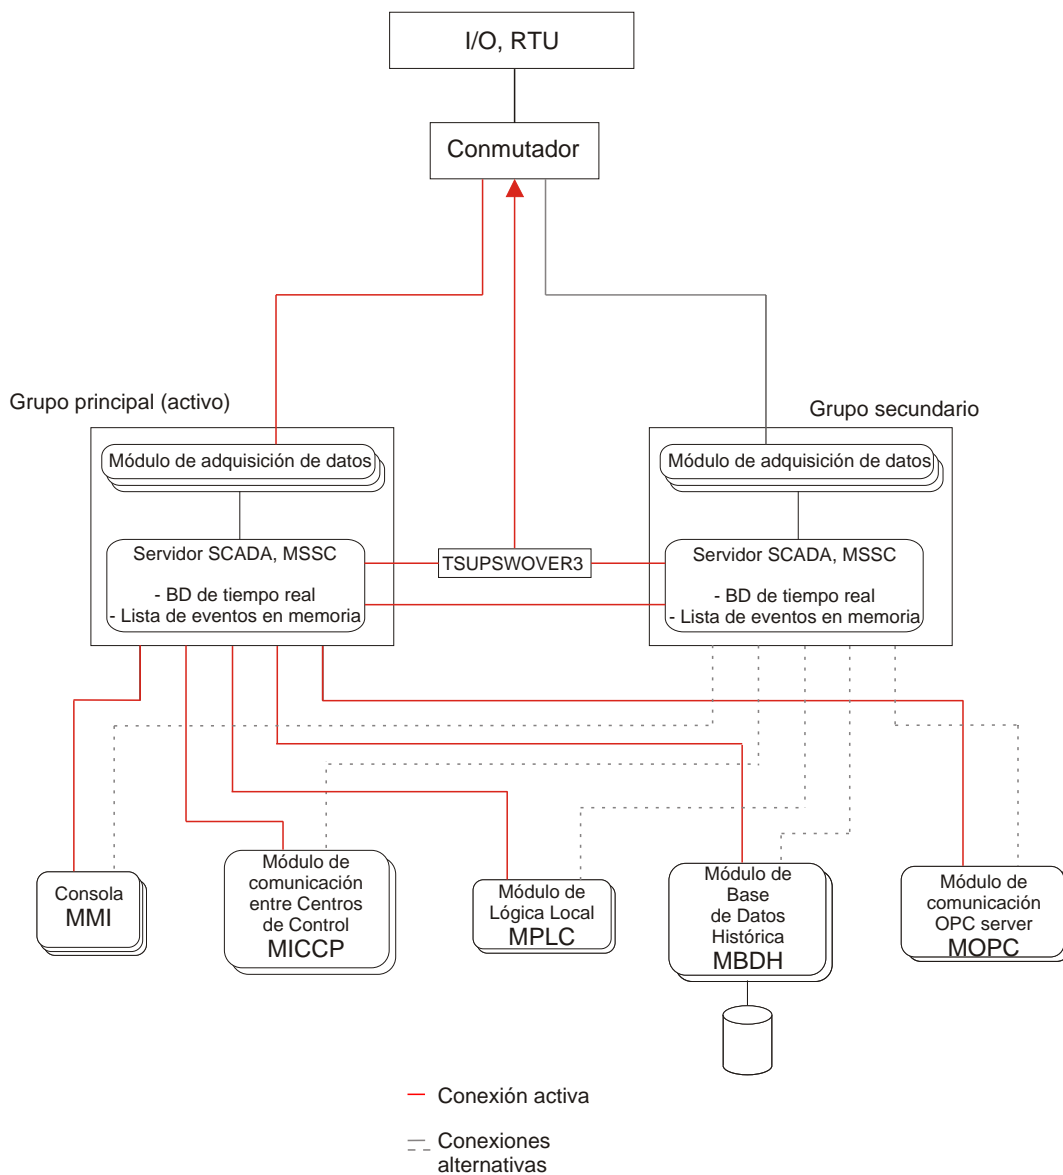 I/O, RTU
Conmutador
Grupo principal (activo)
Grupo secundario
Módulo de adquisición de datos
Módulo de adquisición de datos
Servidor SCADA, MSSC
- BD de tiempo real
- Lista de eventos en memoria
TSUPSWOVER3
Servidor SCADA, MSSC
- BD de tiempo real
- Lista de eventos en memoria
Consola
MMI
Módulo de
comunicación
entre Centros
de Control
MICCP
Módulo de
Lógica Local
MPLC
Módulo de
Base
de Datos
Histórica
MBDH
Módulo de
comunicación
OPC server
MOPC
Conexión activa
Conexiones
alternativas